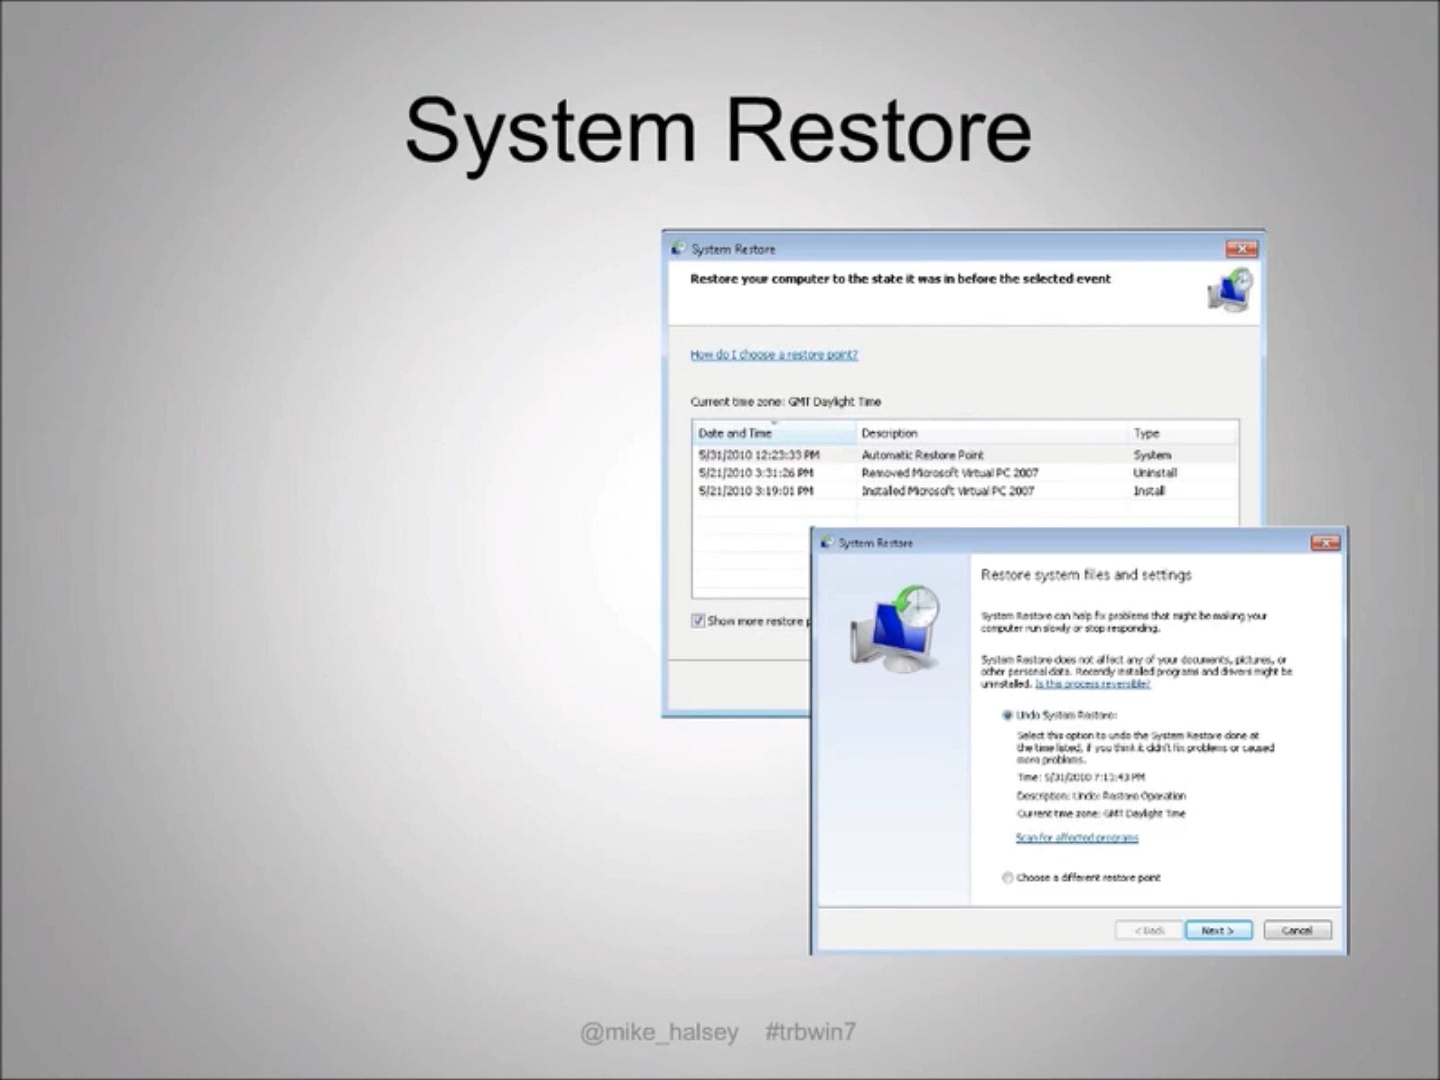 System Restore
System Restore
Restore your computer to the state it was in before the selected event
How do I choose a restore point?
Current time zone: GMT Daylight Time
Date and Time Description Type
5/31/2010 12:23:33 PM Automatic Restore Point System
5/21/2010 3:31:26 PM Removed Microsoft Virtual PC 2007 Uninstall
5/21/2010 3:19:01 PM Installed Microsoft Virtual PC 2007 Install
Show more restore p
System Restore
Restore system files and settings
System Restore can help fix problems that might be making your
computer run slowly or stop responding.
System Restore does not affect any of your documents, pictures, or
other personal data. Recently installed programs and drivers might be
uninstalled. Is this process reversible?
Undo System Restore:
Select this option to undo the System Restore done at
the time listed, if you think it didn't fix problems or caused
more problems.
Time: 5/31/2010 7:13:43 PM
Description: Undo: Restore Operation
Current time zone: GMT Daylight Time
Scan for affected programs
Choose a different restore point
< Back Next > Cancel
@mike_halsey #trbwin7